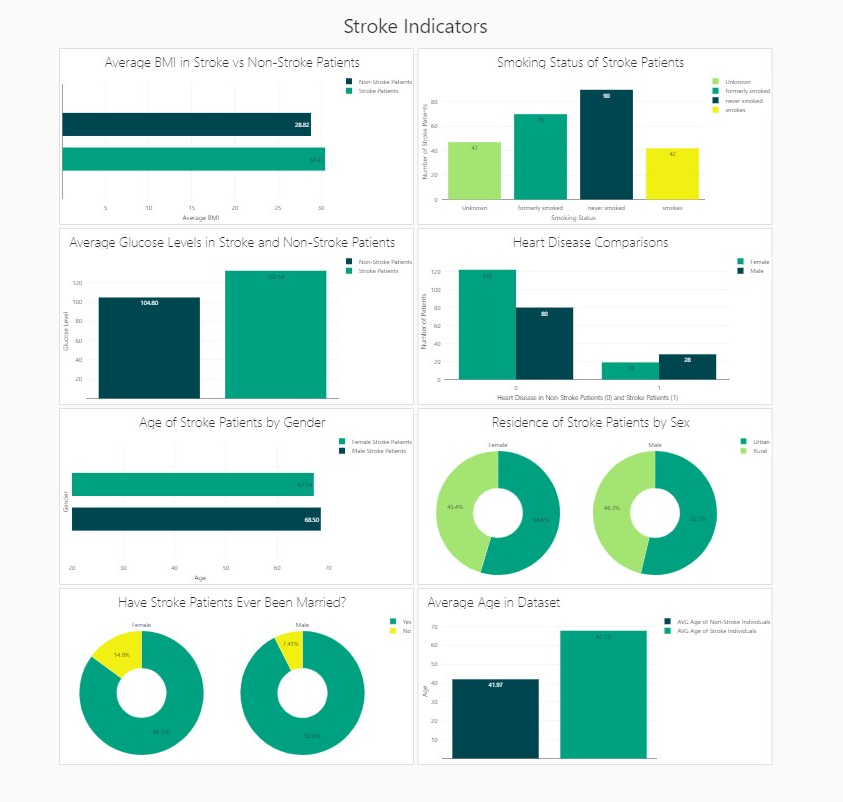 Stroke Indicators
Average BMI in Stroke vs Non-Stroke Patients
Non-Stroke Patients
Stroke Patients
28.82
30.47
5 10 15 20 25 30
Average BMI
Smoking Status of Stroke Patients
Unknown
formerly smoked
never smoked
smokes
Number of Stroke Patients
80
60
40
20
0
47
70
90
42
Unknown formerly smoked never smoked smokes
Smoking Status
Average Glucose Levels in Stroke and Non-Stroke Patients
Non-Stroke Patients
Stroke Patients
Glucose Level
120
100
80
60
40
20
104.80
132.54
Heart Disease Comparisons
Female
Male
Number of Patients
120
100
80
60
40
20
0
122
80
19
28
0 1
Heart Disease in Non-Stroke Patients (0) and Stroke Patients (1)
Age of Stroke Patients by Gender
Female Stroke Patients
Male Stroke Patients
Gender
68.50
20 30 40 50 60 70
Age
Residence of Stroke Patients by Sex
Urban
Rural
Female
45.4%
54.6%
Male
46.3%
53.7%
Have Stroke Patients Ever Been Married?
Yes
No
Female
14.9%
85.1%
Male
7.41%
92.6%
Average Age in Dataset
AVG Age of Non-Stroke Individuals
AVG Age of Stroke Individuals
Age
70
60
50
40
30
20
10
41.97